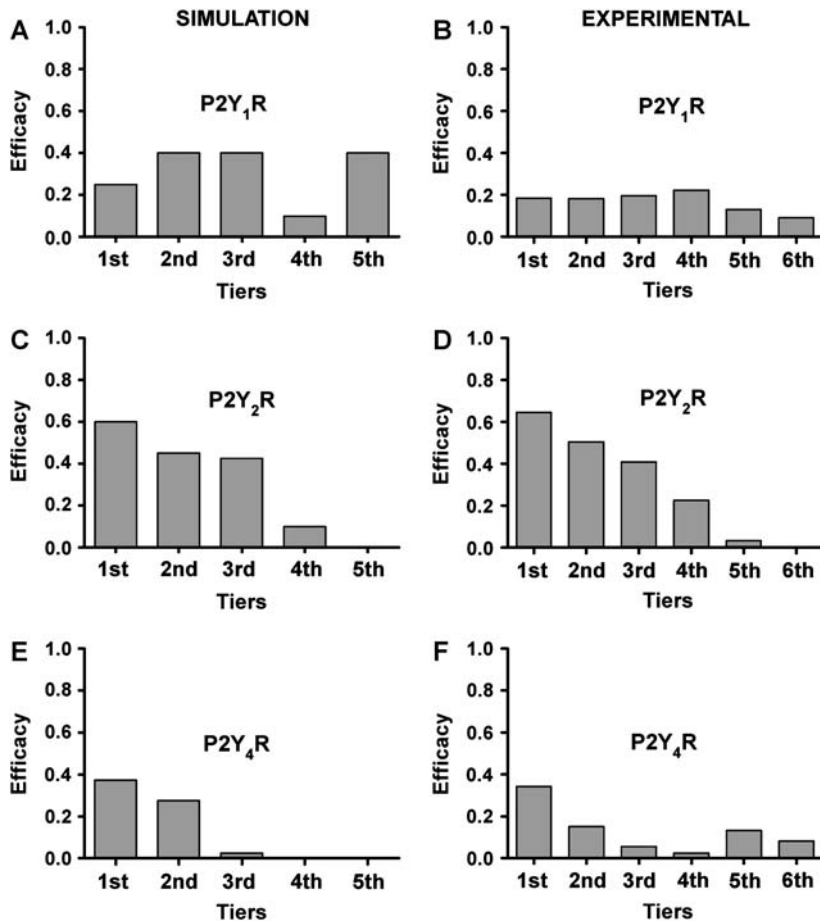 SIMULATION
EXPERIMENTAL
A
1.0
0.8
0.6
0.4
0.2
0.0
Efficacy
P2Y₁R
1st 2nd 3rd 4th 5th
Tiers
B
1.0
0.8
0.6
0.4
0.2
0.0
Efficacy
P2Y₁R
1st 2nd 3rd 4th 5th 6th
Tiers
C
1.0
0.8
0.6
0.4
0.2
0.0
Efficacy
P2Y₂R
1st 2nd 3rd 4th 5th
Tiers
D
1.0
0.8
0.6
0.4
0.2
0.0
Efficacy
P2Y₂R
1st 2nd 3rd 4th 5th 6th
Tiers
E
1.0
0.8
0.6
0.4
0.2
0.0
Efficacy
P2Y₄R
1st 2nd 3rd 4th 5th
Tiers
F
1.0
0.8
0.6
0.4
0.2
0.0
Efficacy
P2Y₄R
1st 2nd 3rd 4th 5th 6th
Tiers